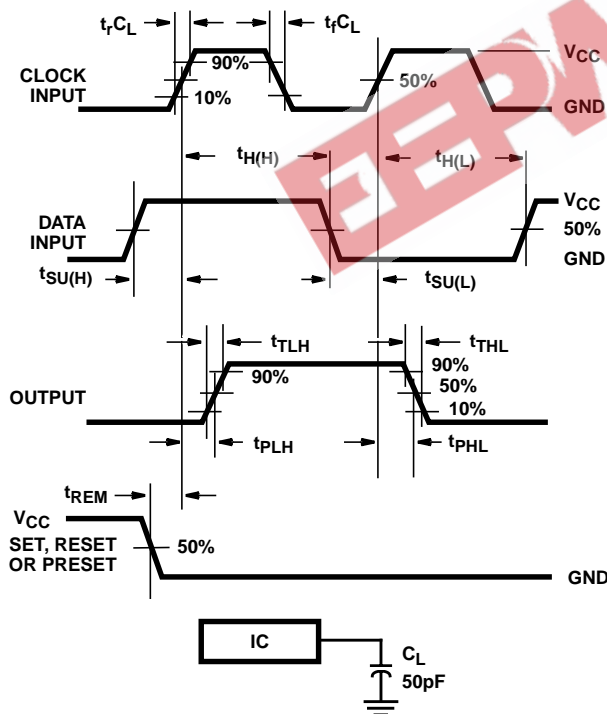 trCL tfCL
90%
10%
CLOCK
INPUT
50%
VCC
GND
tH(H) tH(L)
DATA
INPUT
VCC
50%
GND
tSU(H) tSU(L)
tTLH tTHL
OUTPUT
90%
90%
50%
10%
tPLH tPHL
tREM
VCC
SET, RESET
OR PRESET
50%
GND
IC
CL
50pF
EEPW